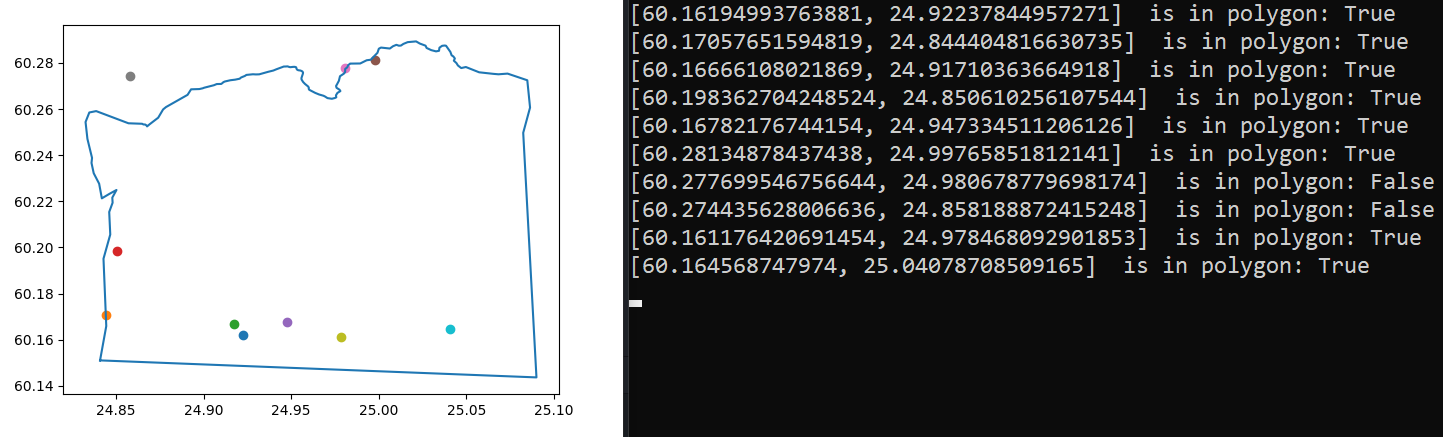 60.28
60.26
60.24
60.22
60.20
60.18
60.16
60.14
24.85 24.90 24.95 25.00 25.05 25.10
[60.16194993763881, 24.92237844957271]  is in polygon: True
[60.17057651594819, 24.844404816630735]  is in polygon: True
[60.16666108021869, 24.91710363664918]  is in polygon: True
[60.198362704248524, 24.850610256107544]  is in polygon: True
[60.16782176744154, 24.947334511206126]  is in polygon: True
[60.28134878437438, 24.99765851812141]  is in polygon: True
[60.277699546756644, 24.980678779698174]  is in polygon: False
[60.274435628006636, 24.858188872415248]  is in polygon: False
[60.161176420691454, 24.978468092901853]  is in polygon: True
[60.164568747974, 25.04078708509165]  is in polygon: True